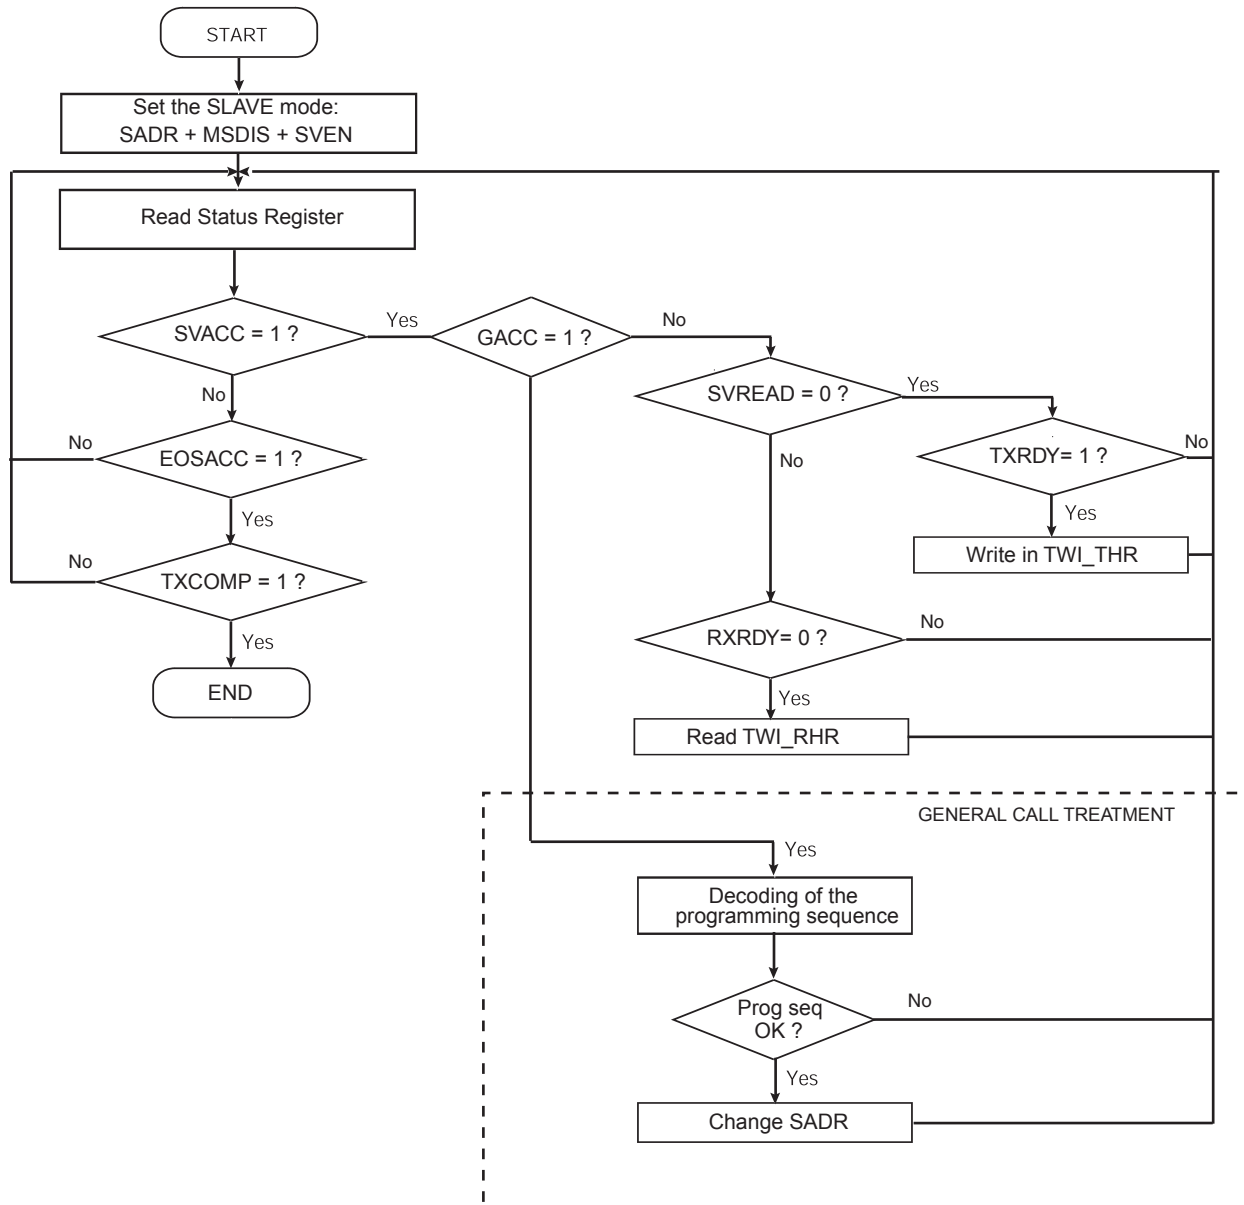 START
Set the SLAVE mode:
SADR + MSDIS + SVEN
Read Status Register
SVACC = 1 ?
Yes
GACC = 1 ?
No
No
SVREAD = 0 ?
Yes
EOSACC = 1 ?
No
No
TXRDY= 1 ?
No
Yes
Yes
Write in TWI_THR
TXCOMP = 1 ?
No
Yes
RXRDY= 0 ?
No
END
Yes
Read TWI_RHR
GENERAL CALL TREATMENT
Yes
Decoding of the
programming sequence
Prog seq
OK ?
No
Yes
Change SADR